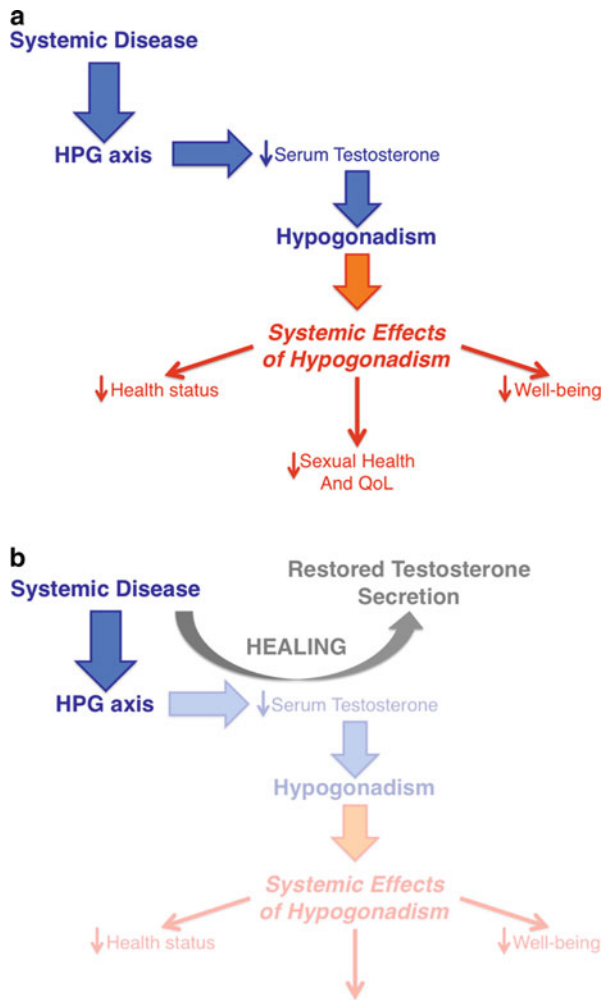 a
Systemic Disease
HPG axis
↓ Serum Testosterone
Hypogonadism
Systemic Effects
of Hypogonadism
↓ Health status
↓ Well-being
↓ Sexual Health
And QoL
b
Systemic Disease
Restored Testosterone
Secretion
HEALING
HPG axis
↓ Serum Testosterone
Hypogonadism
Systemic Effects
of Hypogonadism
↓ Health status
↓ Well-being